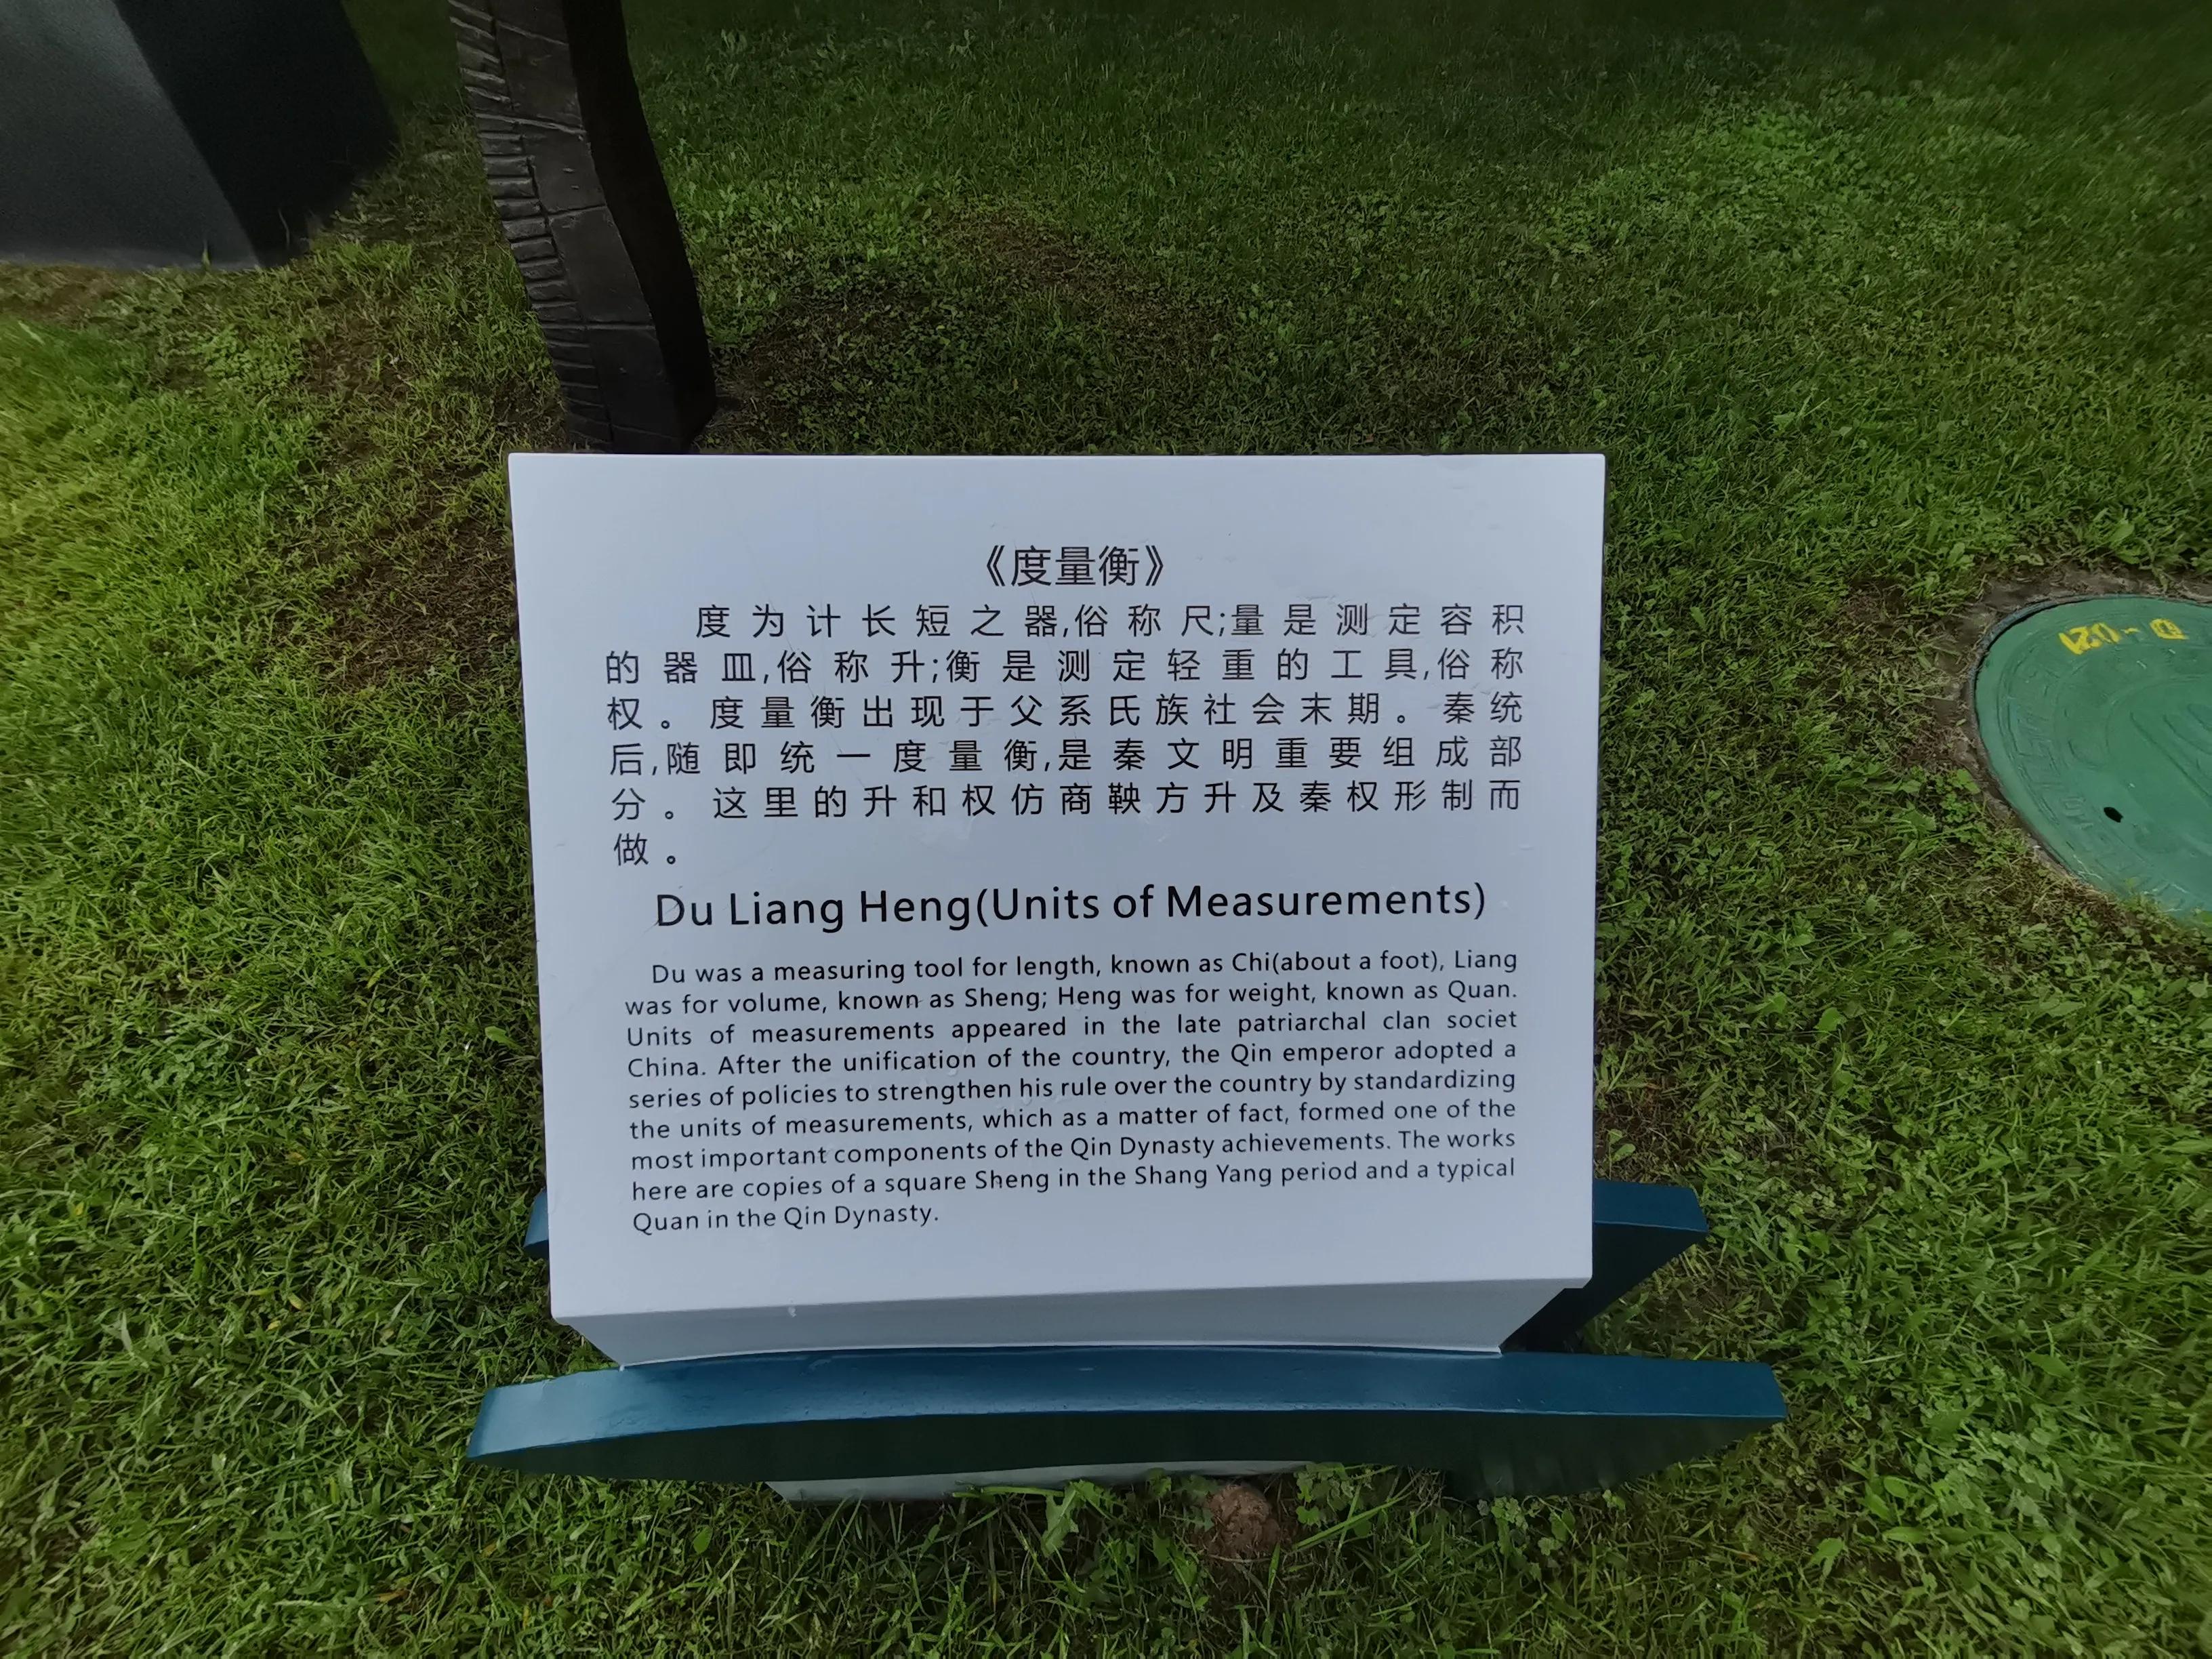 《度量衡》
度为计长短之器,俗称尺;量是测定容积
的器皿,俗称升;衡是测定轻重的工具,俗称
权。度量衡出现于父系氏族社会末期。秦统
后,随即统一度量衡,是秦文明重要组成部
分。这里的升和权仿商鞅方升及秦权形制而
做。
Du Liang Heng(Units of Measurements)
Du was a measuring tool for length, known as Chi(about a foot), Liang
was for volume, known as Sheng; Heng was for weight, known as Quan.
Units of measurements appeared in the late patriarchal clan societ
China. After the unification of the country, the Qin emperor adopted a
series of policies to strengthen his rule over the country by standardizing
the units of measurements, which as a matter of fact, formed one of the
most important components of the Qin Dynasty achievements. The works
here are copies of a square Sheng in the Shang Yang period and a typical
Quan in the Qin Dynasty.